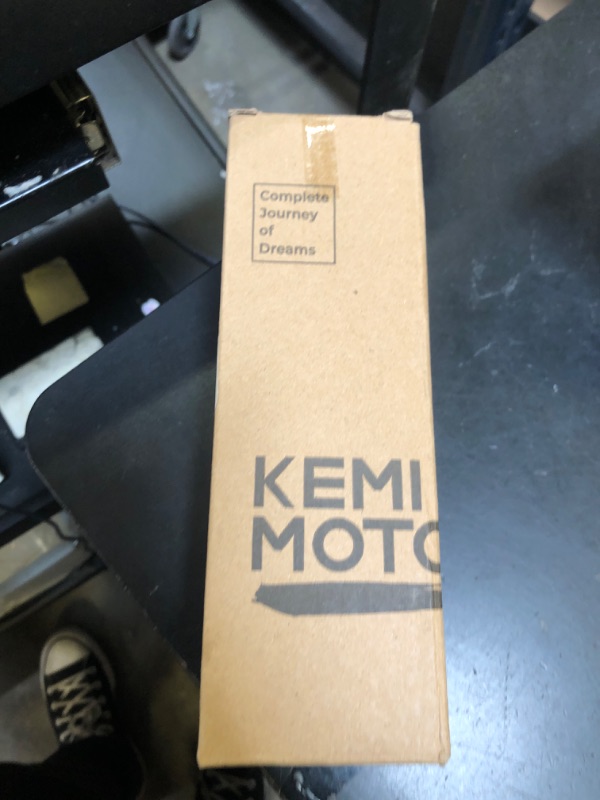 Complete
Journey
of
Dreams
KEMI
MOTO